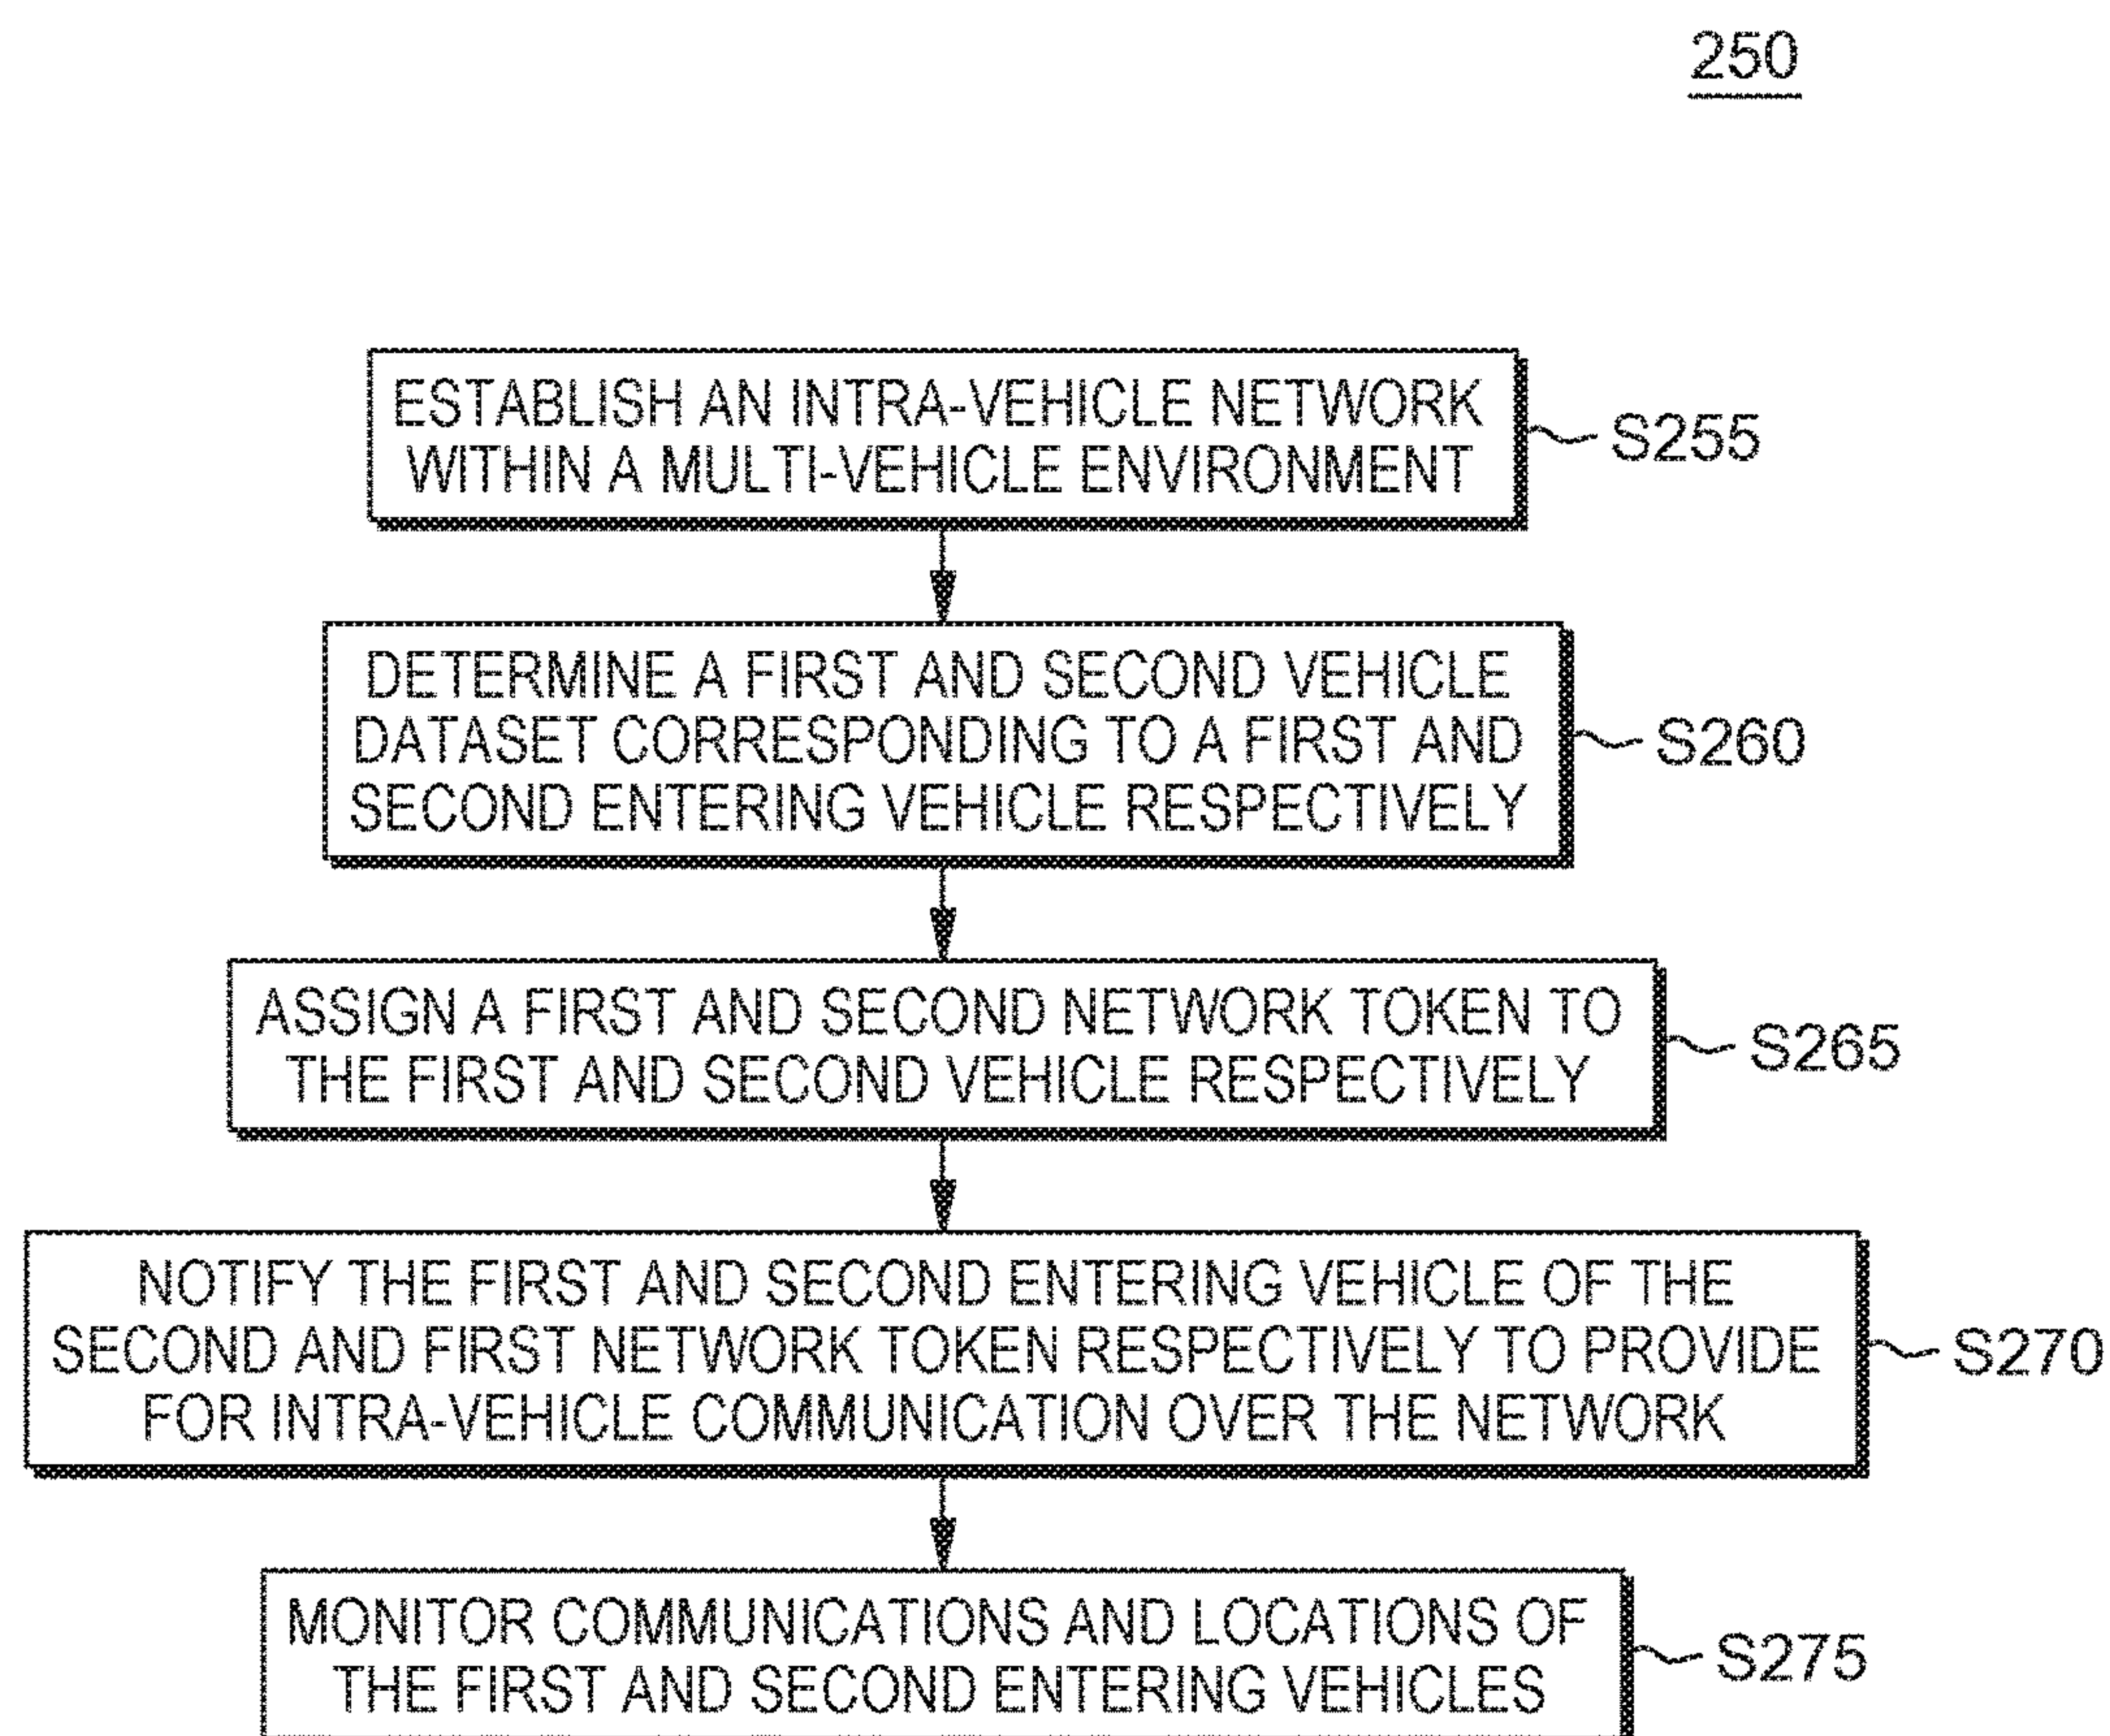 250
ESTABLISH AN INTRA-VEHICLE NETWORK
WITHIN A MULTI-VEHICLE ENVIRONMENT
S255
DETERMINE A FIRST AND SECOND VEHICLE
DATASET CORRESPONDING TO A FIRST AND
SECOND ENTERING VEHICLE RESPECTIVELY
S260
ASSIGN A FIRST AND SECOND NETWORK TOKEN TO
THE FIRST AND SECOND VEHICLE RESPECTIVELY
S265
NOTIFY THE FIRST AND SECOND ENTERING VEHICLE OF THE
SECOND AND FIRST NETWORK TOKEN RESPECTIVELY TO PROVIDE
FOR INTRA-VEHICLE COMMUNICATION OVER THE NETWORK
S270
MONITOR COMMUNICATIONS AND LOCATIONS OF
THE FIRST AND SECOND ENTERING VEHICLES
S275